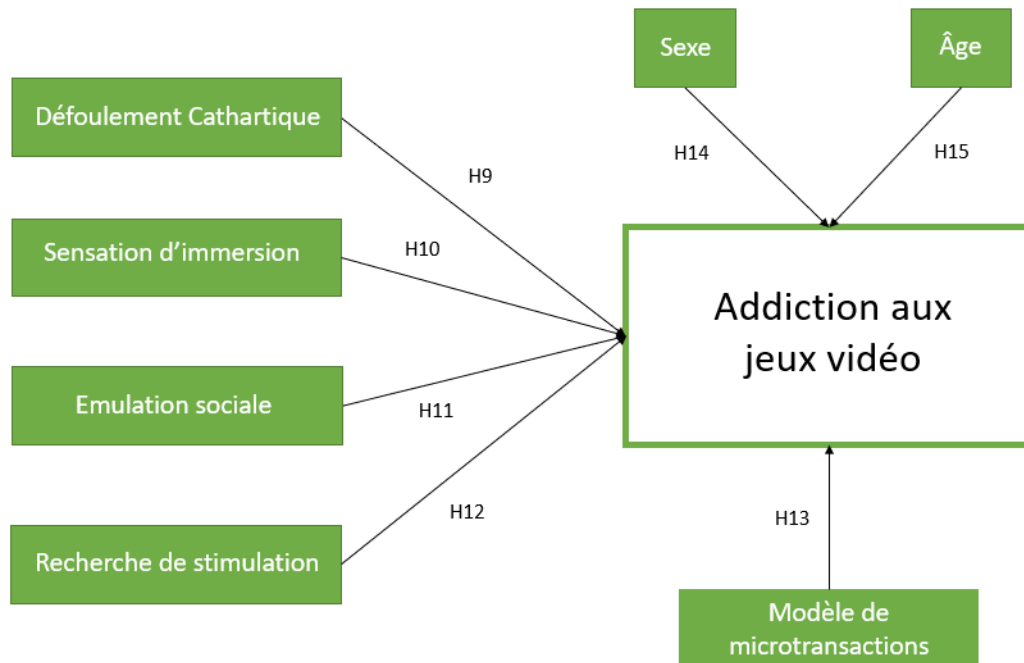 Sexe
Âge
Défoulement Cathartique
H14
H15
H9
Sensation d’immersion
H10
Addiction aux
jeux vidéo
Emulation sociale
H11
H12
H13
Recherche de stimulation
Modèle de
microtransactions